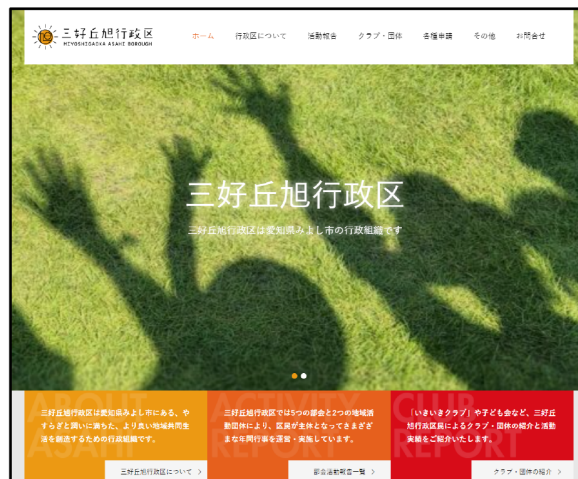 三好丘旭行政区
MIYOSHIGAOKA ASAHI BOROUGH
ホーム 行政区について 活動報告 クラブ・団体 各種申請 その他 お問合せ
三好丘旭行政区
三好丘旭行政区は愛知県みよし市の行政組織です
ABOUT
ASAHI
三好丘旭行政区は愛知県みよし市にある、や
すらぎと潤いに満ちた、より良い地域共同生
活を創造するための行政組織です。
三好丘旭行政区について >
ACTIVITY
REPORT
三好丘旭行政区では5つの部会と2つの地域活
動団体により、区民が主体となってさまざま
な年間行事を運営・実施しています。
部会活動報告一覧 >
CLUB
REPORT
「いきいきクラブ」や子ども会など、三好丘
旭行政区民によるクラブ・団体の紹介と活動
実績をご紹介いたします。
クラブ・団体の紹介 >